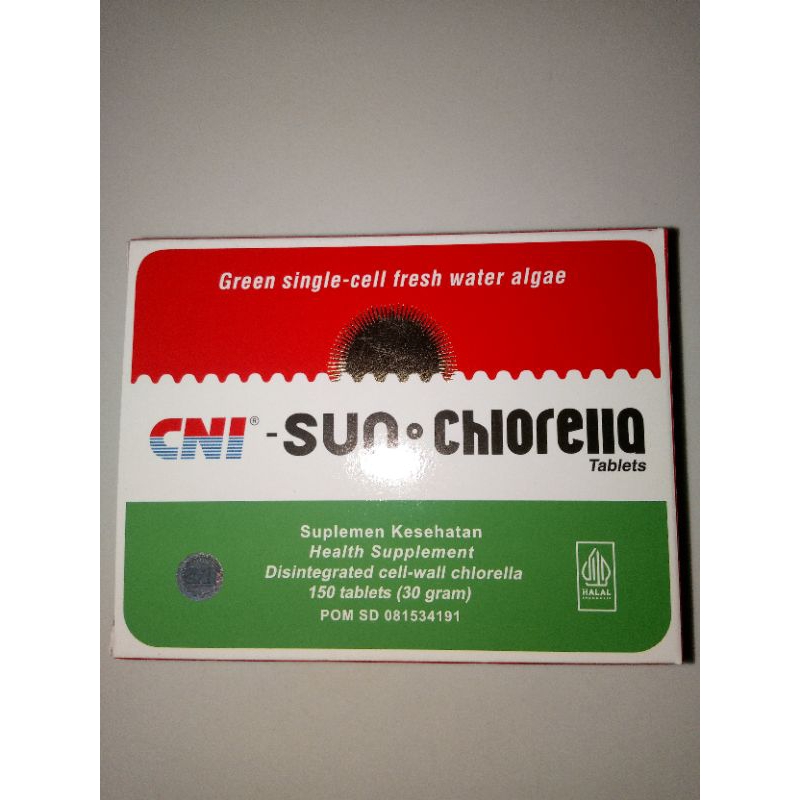 Green single-cell fresh water algae
CNI® - sun chlorella
Tablets
Suplemen Kesehatan
Health Supplement
Disintegrated cell-wall chlorella
150 tablets (30 gram)
POM SD 081534191
HALAL